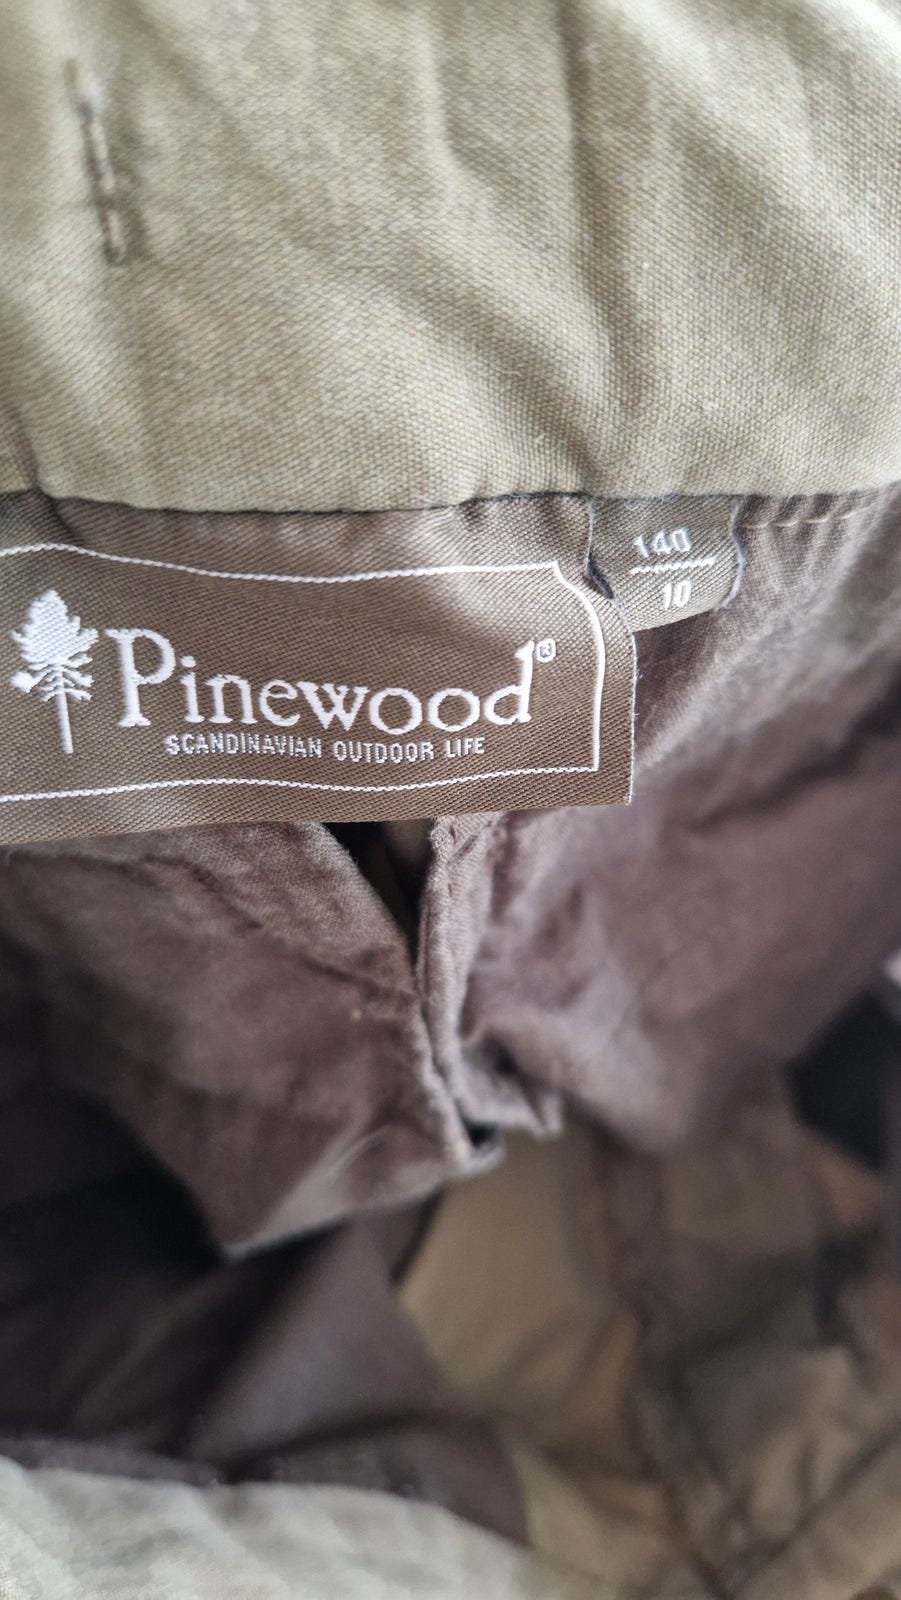 140
10
Pinewood®
SCANDINAVIAN OUTDOOR LIFE